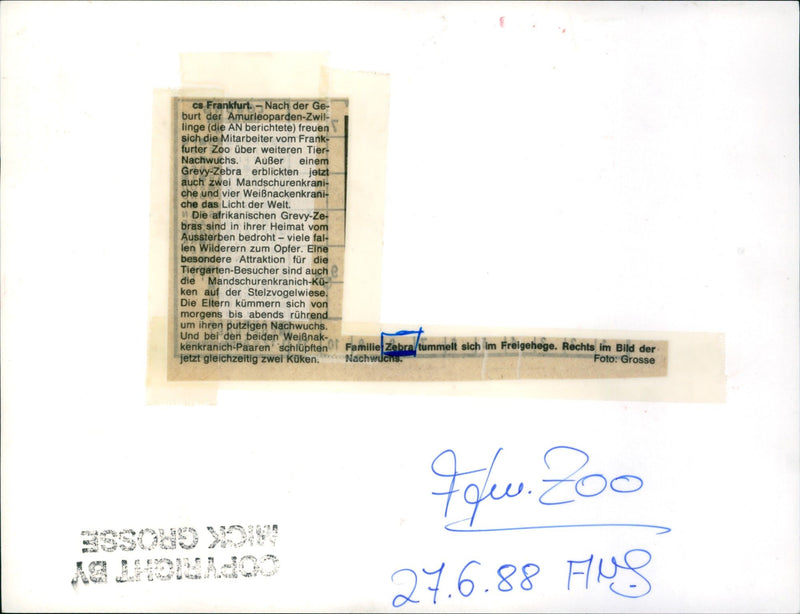 cs Frankfurt. – Nach der Ge-
burt der Amurleoparden-Zwil-
linge (die AN berichtete) freuen
sich die Mitarbeiter vom Frank-
furter Zoo über weiteren Tier-
Nachwuchs. Außer einem
Grevy-Zebra erblickten jetzt
auch zwei Mandschurenkrani-
che und vier Weißnackenkrani-
che das Licht der Welt.
Die afrikanischen Grevy-Ze-
bras sind in ihrer Heimat vom
Aussterben bedroht – viele fal-
len Wilderern zum Opfer. Eine
besondere Attraktion für die
Tiergarten-Besucher sind auch
die Mandschurenkranich-Kü-
ken auf der Stelzvogelwiese.
Die Eltern kümmern sich von
morgens bis abends rührend
um ihren putzigen Nachwuchs.
Und bei den beiden Weißnak-
kenkranich-Paaren schlüpften
jetzt gleichzeitig zwei Küken.
Familie Zebra tummelt sich im Freigehege. Rechts im Bild der
Nachwuchs. Foto: Grosse
Zoo
27.6.88
COPYRIGHT BY
MICK GROSSE